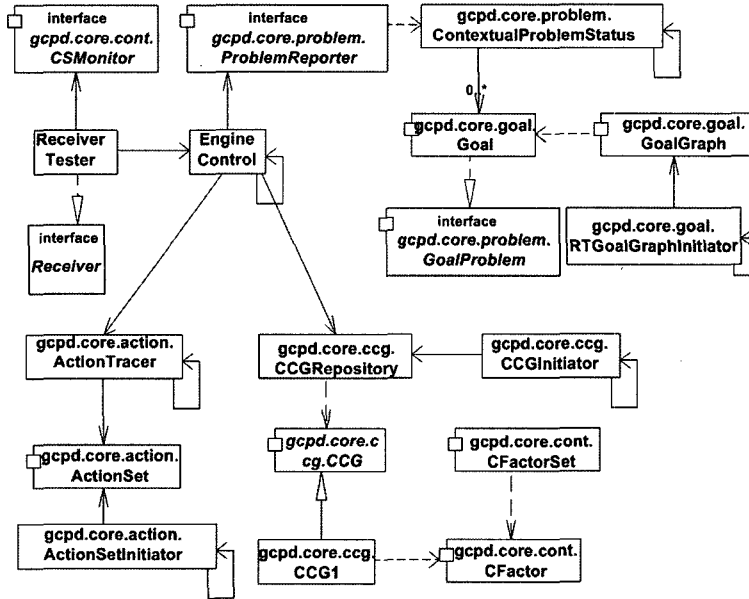 interface
gcpd.core.cont.
CSMonitor
interface
gcpd.core.problem.
ProblemReporter
gcpd.core.problem.
ContextualProblemStatus
0..*
Receiver
Tester
Engine
Control
gcpd.core.goal.
Goal
gcpd.core.goal.
GoalGraph
interface
Receiver
interface
gcpd.core.problem.
GoalProblem
gcpd.core.goal.
RTGoalGraphInitiator
gcpd.core.action.
ActionTracer
gcpd.core.ccg.
CCGRepository
gcpd.core.ccg.
CCGInitiator
gcpd.core.action.
ActionSet
gcpd.core.c
cg.CCG
gcpd.core.cont.
CFactorSet
gcpd.core.action.
ActionSetInitiator
gcpd.core.ccg.
CCG1
gcpd.core.cont.
CFactor